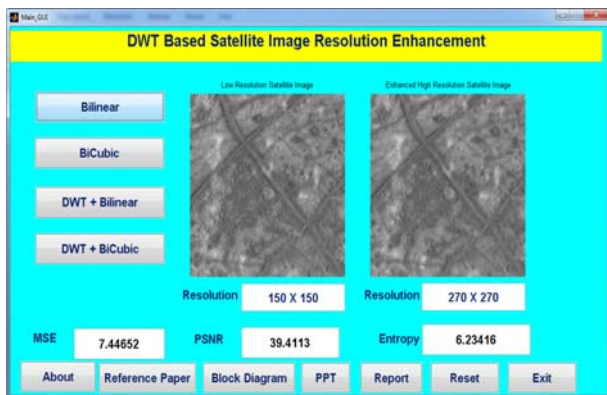 Main_GUI
DWT Based Satellite Image Resolution Enhancement
Low Resolution Satellite Image
Enhanced High Resolution Satellite Image
Bilinear
BiCubic
DWT + Bilinear
DWT + BiCubic
Resolution 150 X 150 Resolution 270 X 270
MSE 7.44652 PSNR 39.4113 Entropy 6.23416
About Reference Paper Block Diagram PPT Report Reset Exit